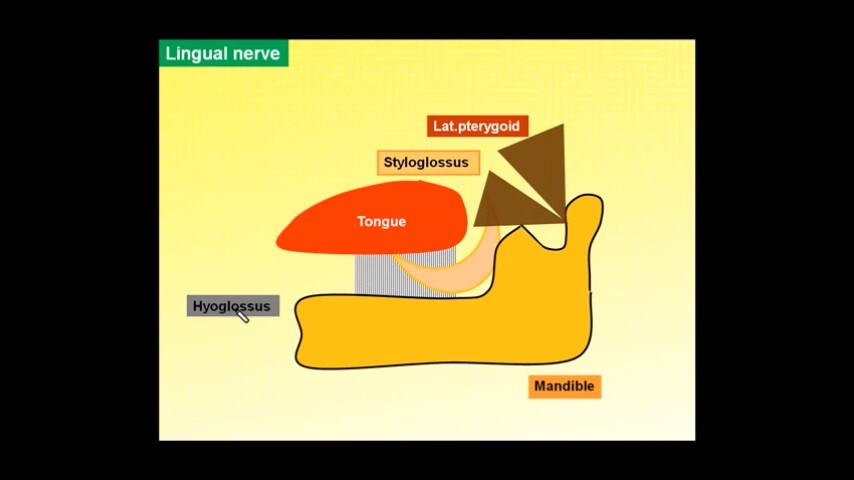 Lingual nerve
Lat.pterygoid
Styloglossus
Tongue
Hyoglossus
Mandible